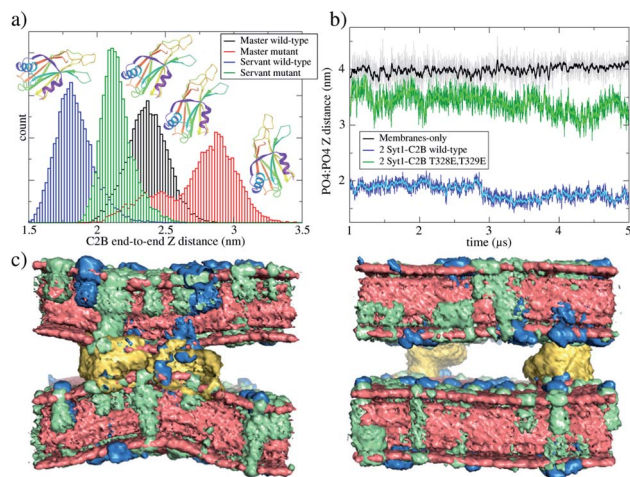 a)
Master wild-type
Master mutant
Servant wild-type
Servant mutant
count
1.5 2.0 2.5 3.0 3.5
C2B end-to-end Z distance (nm)
b)
PO4:PO4 Z distance (nm)
4
3
2
Membranes-only
2 Syt1-C2B wild-type
2 Syt1-C2B T328E,T329E
1 2 3 4 5
time (µs)
c)